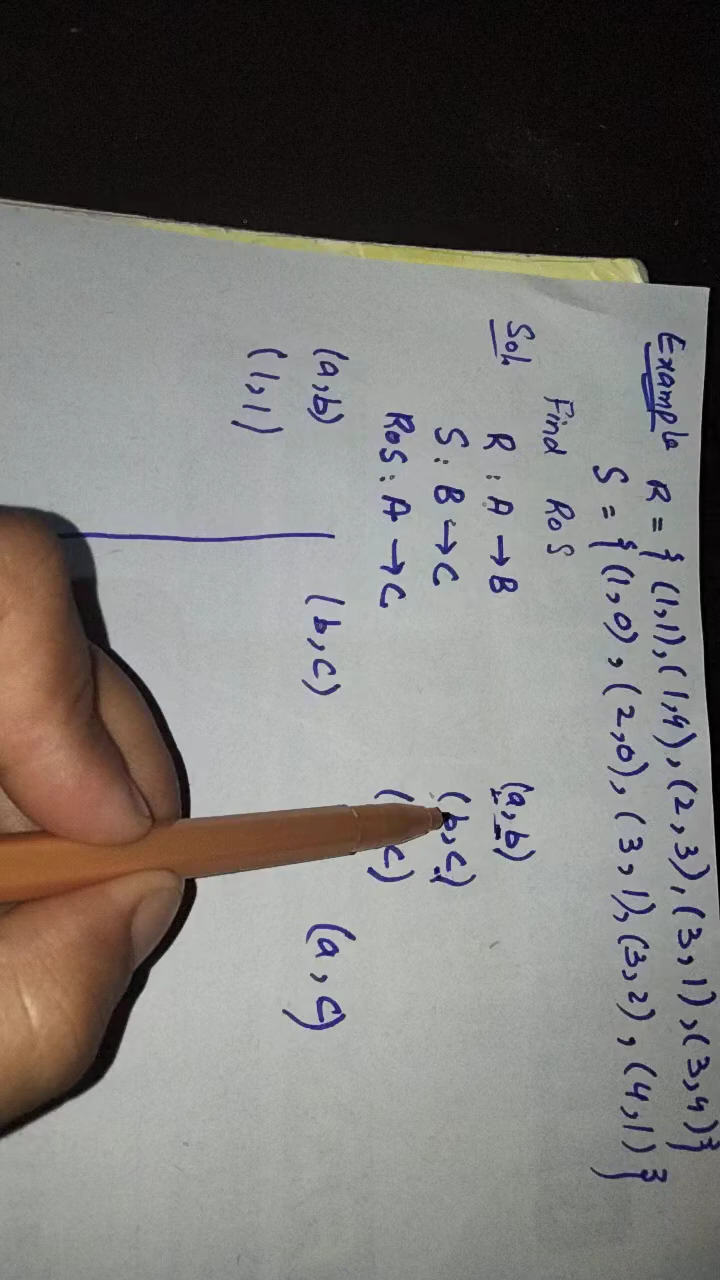 Example R = { (1,1), (1,4), (2,3), (3,1), (3,4) }
S = { (1,0), (2,0), (3,1), (3,2), (4,1) }
Find RoS
Soln R : A → B (a,b)
S : B → C (b,c)
RoS : A → C ( c)
(a,b) (b,c) (a,c)
(1,1)